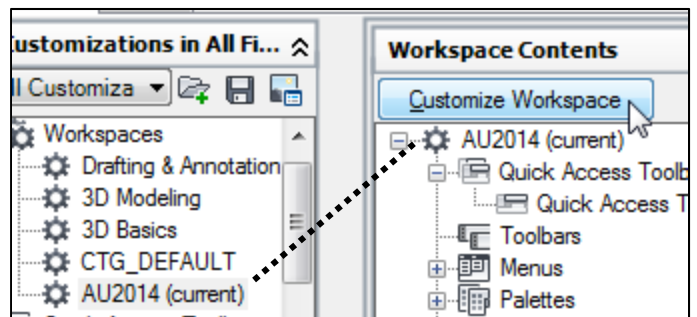 ustomizations in All Fi...
ll Customiza
Workspaces
Drafting & Annotation
3D Modeling
3D Basics
CTG_DEFAULT
AU2014 (current)
Workspace Contents
Customize Workspace
AU2014 (current)
Quick Access Toolb
Quick Access T
Toolbars
Menus
Palettes